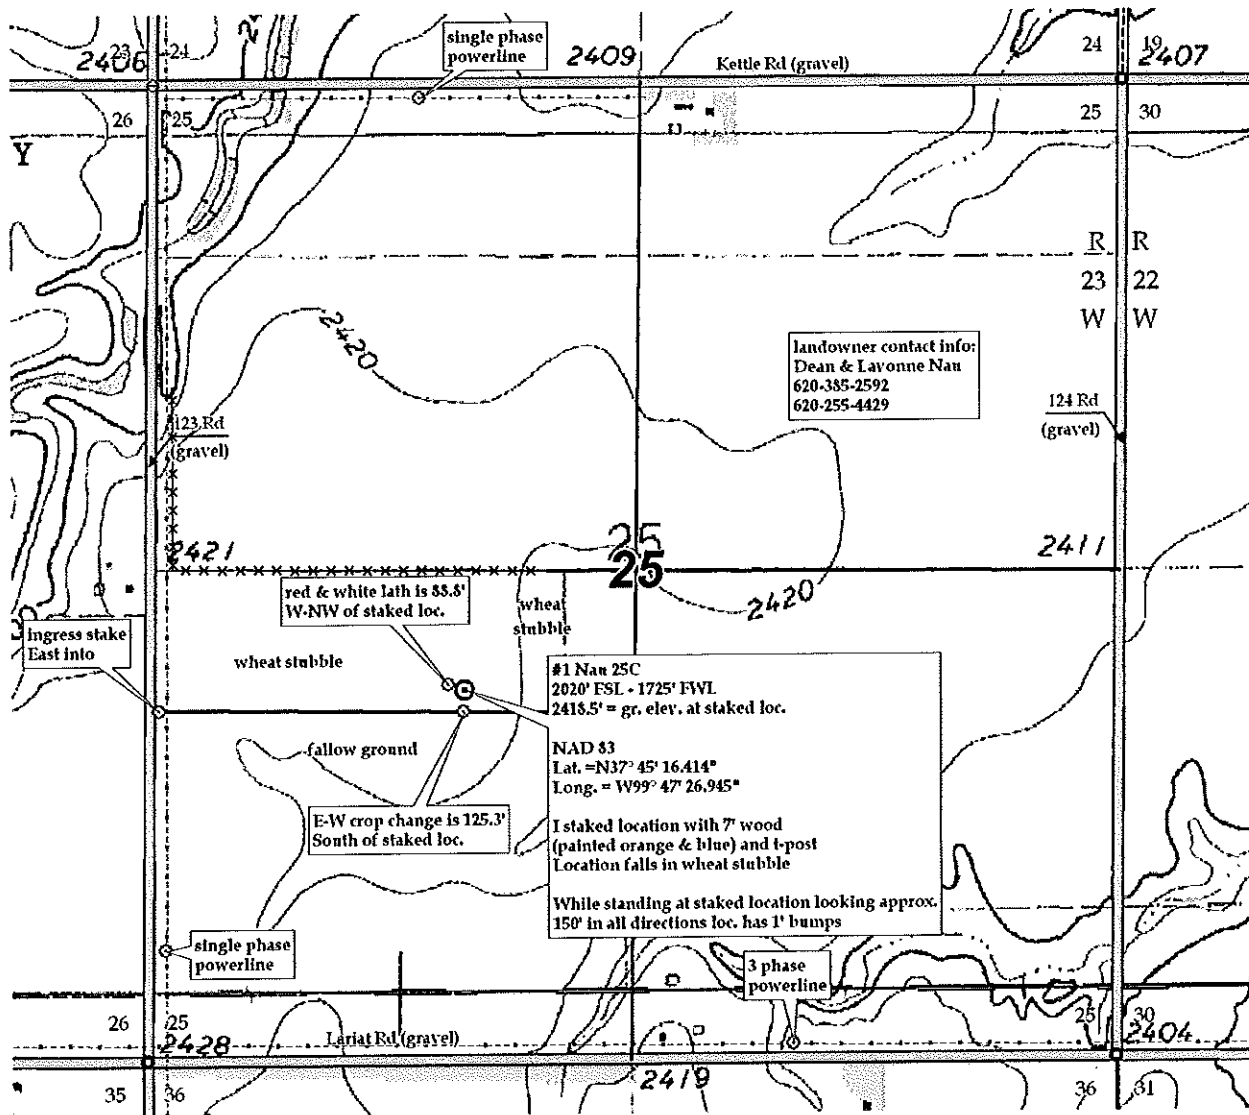 single phase
powerline
23 24
2406
2409
Kettle Rd (gravel)
24 19
2407
26 25
25 30
Y
R R
23 22
W W
2420
landowner contact info:
Dean & Lavonne Nau
620-385-2592
620-255-4429
123 Rd
(gravel)
124 Rd
(gravel)
2421
25
25
2411
red & white lath is 88.8'
W-NW of staked loc.
wheat
stubble
2420
ingress stake
East into
wheat stubble
#1 Nau 25C
2020' FSL - 1725' FWL
2418.5' = gr. elev. at staked loc.
NAD 83
Lat. =N37° 45' 16.414"
Long. = W99° 47' 26.945"
I staked location with 7' wood
(painted orange & blue) and t-post
Location falls in wheat stubble
While standing at staked location looking approx.
150' in all directions loc. has 1' bumps
fallow ground
E-W crop change is 125.3'
South of staked loc.
single phase
powerline
3 phase
powerline
26 25
25 30
2428
Lariat Rd (gravel)
2404
2419
35 36
36 31